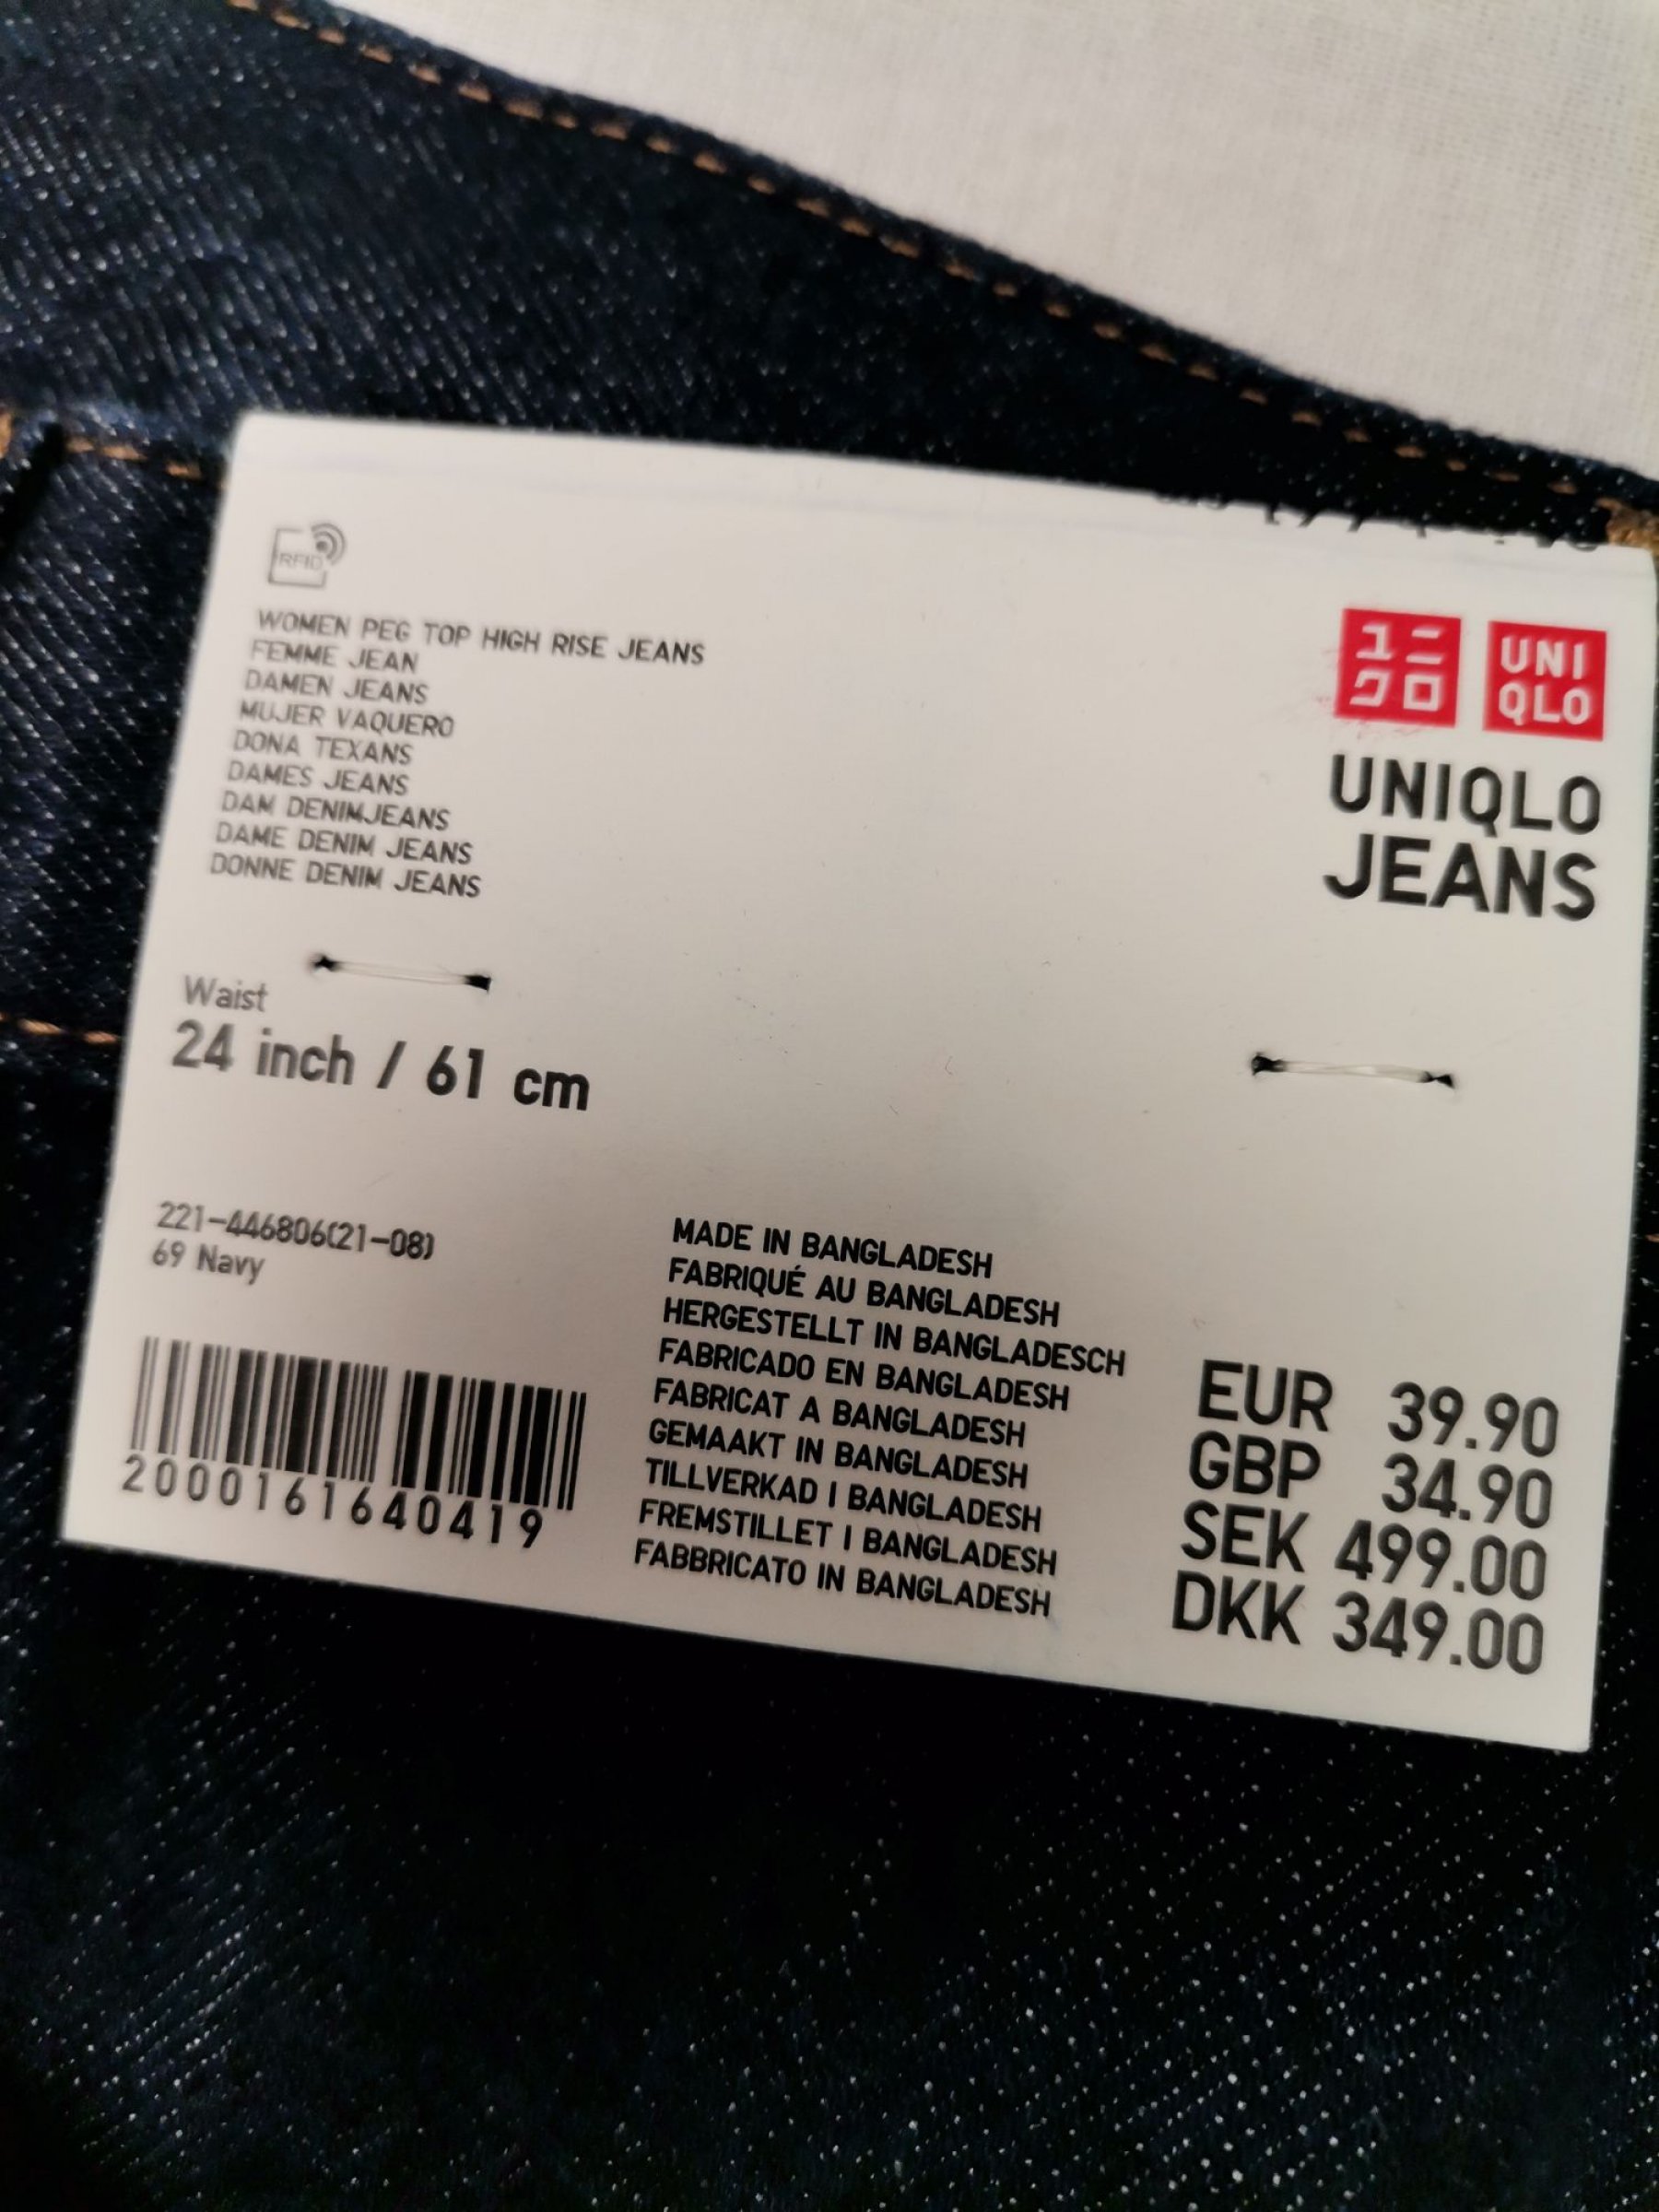 RFID
WOMEN PEG TOP HIGH RISE JEANS
FEMME JEAN
DAMEN JEANS
MUJER VAQUERO
DONA TEXANS
DAMES JEANS
DAM DENIMJEANS
DAME DENIM JEANS
DONNE DENIM JEANS
ユニ
クロ
UNI
QLO
UNIQLO
JEANS
Waist
24 inch / 61 cm
221-446806(21-08)
69 Navy
2000161640419
MADE IN BANGLADESH
FABRIQUÉ AU BANGLADESH
HERGESTELLT IN BANGLADESCH
FABRICADO EN BANGLADESH
FABRICAT A BANGLADESH
GEMAAKT IN BANGLADESH
TILLVERKAD I BANGLADESH
FREMSTILLET I BANGLADESH
FABBRICATO IN BANGLADESH
EUR 39.90
GBP 34.90
SEK 499.00
DKK 349.00